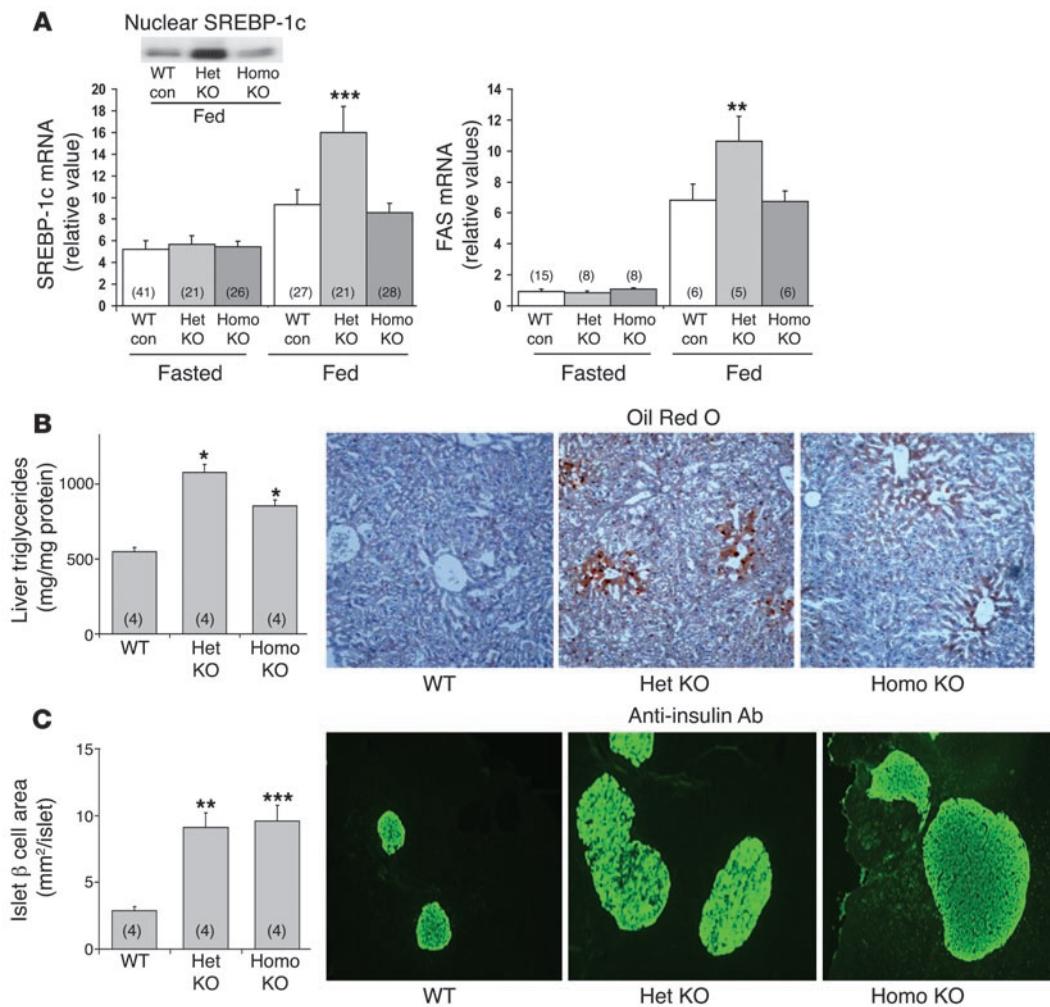 A
Nuclear SREBP-1c
WT con
Het KO
Homo KO
Fed
SREBP-1c mRNA
(relative value)
20
18
16
14
12
10
8
6
4
2
0
***
(41)
(21)
(26)
(27)
(21)
(28)
WT con
Het KO
Homo KO
WT con
Het KO
Homo KO
Fasted
Fed
FAS mRNA
(relative values)
14
12
10
8
6
4
2
0
**
(15)
(8)
(8)
(6)
(5)
(6)
WT con
Het KO
Homo KO
WT con
Het KO
Homo KO
Fasted
Fed
B
Liver triglycerides
(mg/mg protein)
1000
500
0
*
*
(4)
(4)
(4)
WT
Het KO
Homo KO
Oil Red O
WT
Het KO
Homo KO
C
Islet β cell area
(mm²/islet)
15
10
5
0
**
***
(4)
(4)
(4)
WT
Het KO
Homo KO
Anti-insulin Ab
WT
Het KO
Homo KO